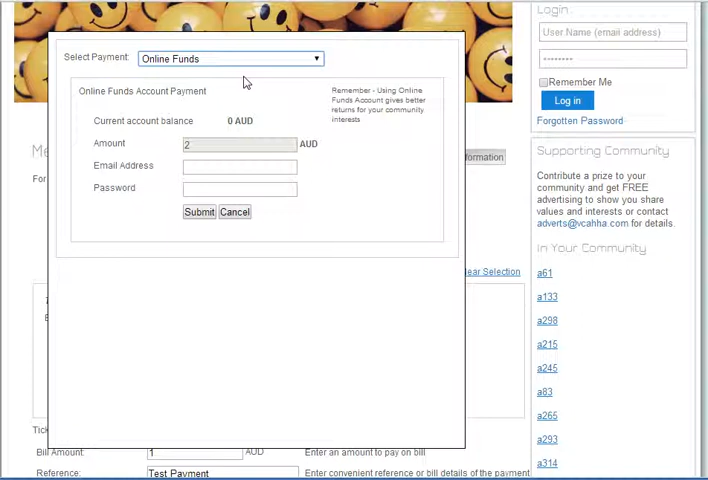 Login
User Name (email address)
Remember Me
Log in
Forgotten Password
Select Payment:
Online Funds
Online Funds Account Payment
Remember - Using Online
Funds Account gives better
returns for your community
interests
Current account balance
0 AUD
Amount
2
AUD
Email Address
Password
Submit
Cancel
For
Supporting Community
Contribute a prize to your
community and get FREE
advertising to show you share
values and interests or contact
adverts@vcahha.com for details.
In Your Community
a61
a133
a298
a215
a245
a83
a265
a293
a314
Bill Amount:
1
AUD
Enter an amount to pay on bill
Reference:
Test Payment
Enter convenient reference or bill details of the payment